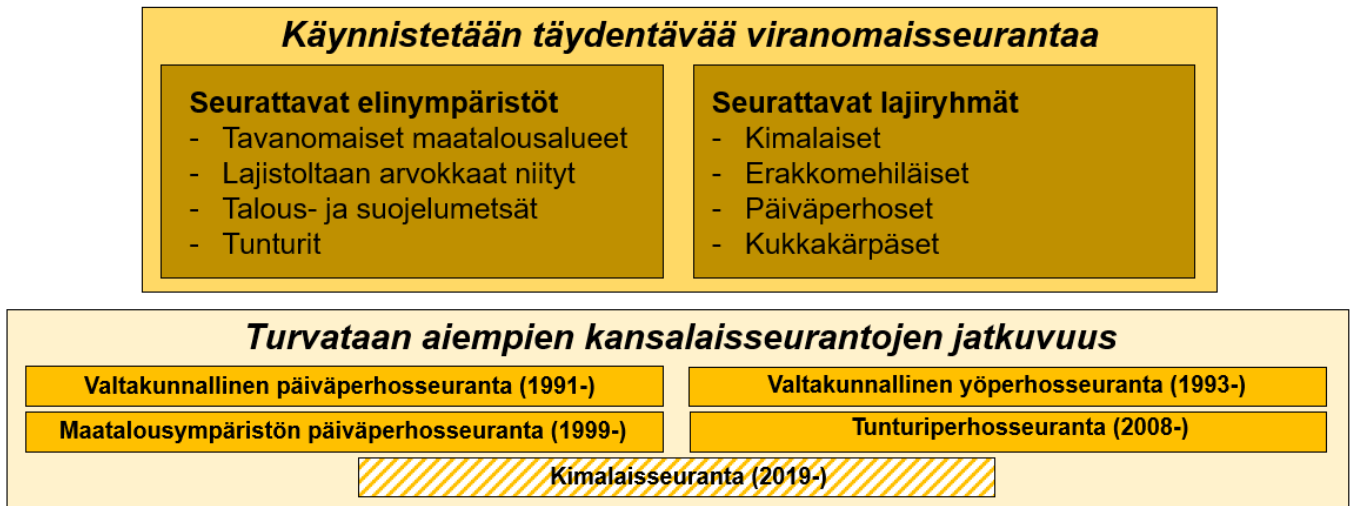 Käynnistetään täydentävää viranomaisseurantaa
Seurattavat elinympäristöt
- Tavanomaiset maatalousalueet
- Lajistoltaan arvokkaat niityt
- Talous- ja suojelumetsät
- Tunturit
Seurattavat lajiryhmät
- Kimalaiset
- Erakkomehiläiset
- Päiväperhoset
- Kukkakärpäset
Turvataan aiempien kansalaisseurantojen jatkuvuus
Valtakunnallinen päiväperhosseuranta (1991-)
Valtakunnallinen yöperhosseuranta (1993-)
Maatalousympäristön päiväperhosseuranta (1999-)
Tunturiperhosseuranta (2008-)
Kimalaisseuranta (2019-)